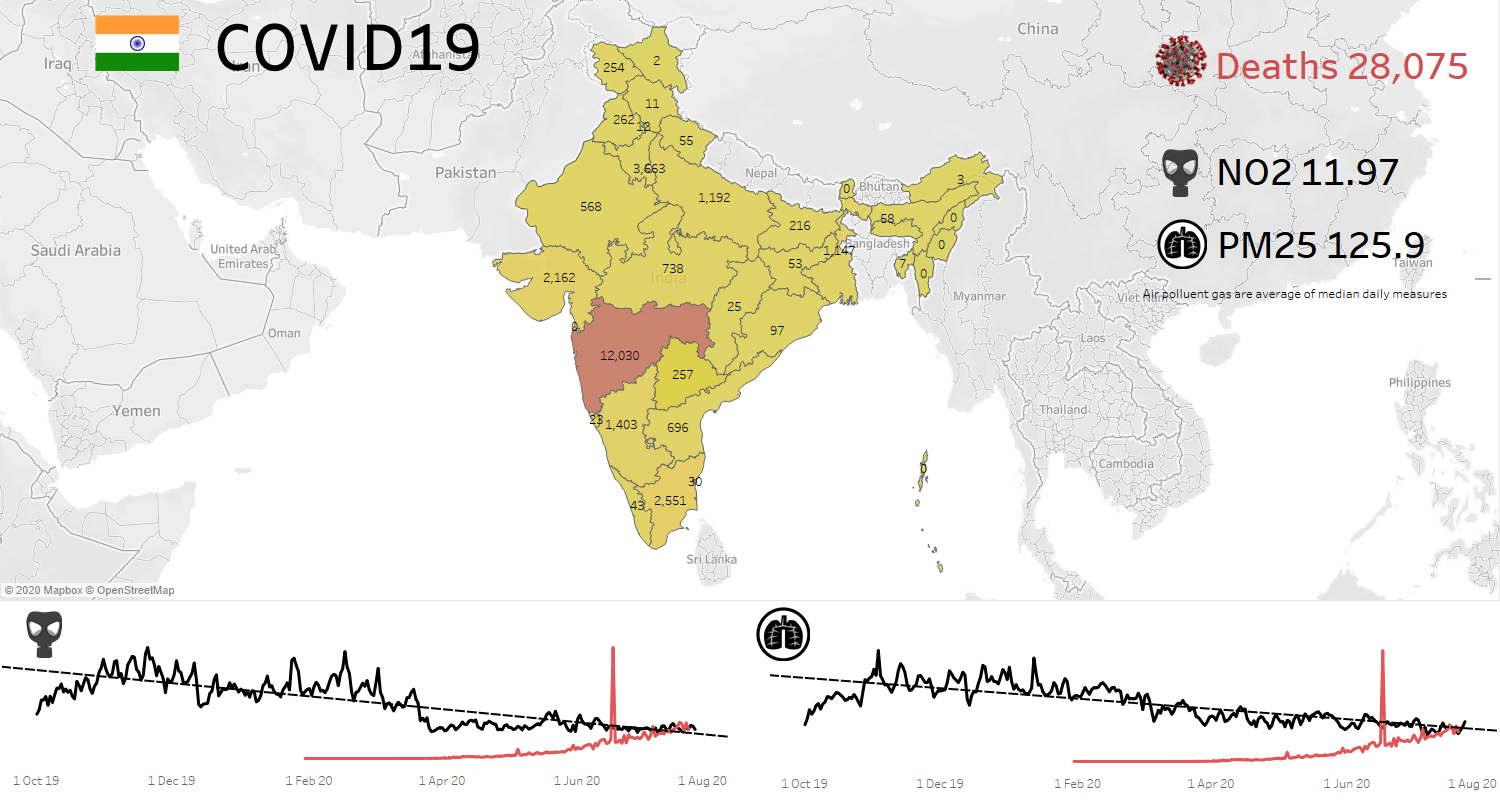 COVID19
Deaths 28,075
NO2 11.97
PM25 125.9
Air polluent gas are average of median daily measures
Iraq
Iran
Afghanistan
China
Pakistan
Nepal
Bhutan
Saudi Arabia
United Arab
Emirates
Bangladesh
India
Taiwan
Myanmar
Viet Nam
Oman
Laos
Philippines
Yemen
Thailand
Cambodia
Sri Lanka
254
2
11
262
12
55
3,663
568
1,192
0
3
216
58
0
1,147
0
2,162
738
53
7
0
25
0
97
12,030
257
23
1,403
696
0
30
43
2,551
© 2020 Mapbox © OpenStreetMap
1 Oct 19
1 Dec 19
1 Feb 20
1 Apr 20
1 Jun 20
1 Aug 20
1 Oct 19
1 Dec 19
1 Feb 20
1 Apr 20
1 Jun 20
1 Aug 20